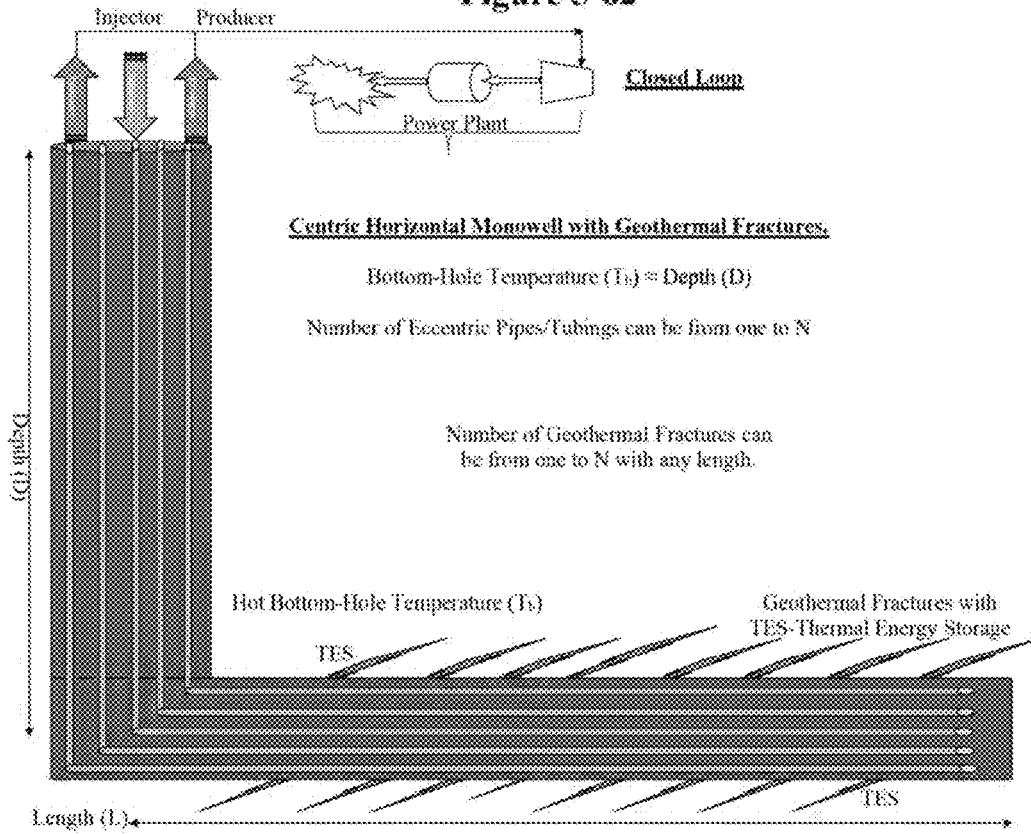 Injector Producer
Closed Loop
Power Plant
Centric Horizontal Monowell with Geothermal Fractures.
Bottom-Hole Temperature (Tₕ) = Depth (D)
Number of Eccentric Pipes/Tubings can be from one to N
Number of Geothermal Fractures can
be from one to N with any length.
Depth (D)
Hot Bottom-Hole Temperature (Tₕ)
Geothermal Fractures with
TES-Thermal Energy Storage
TES
TES
Length (L)